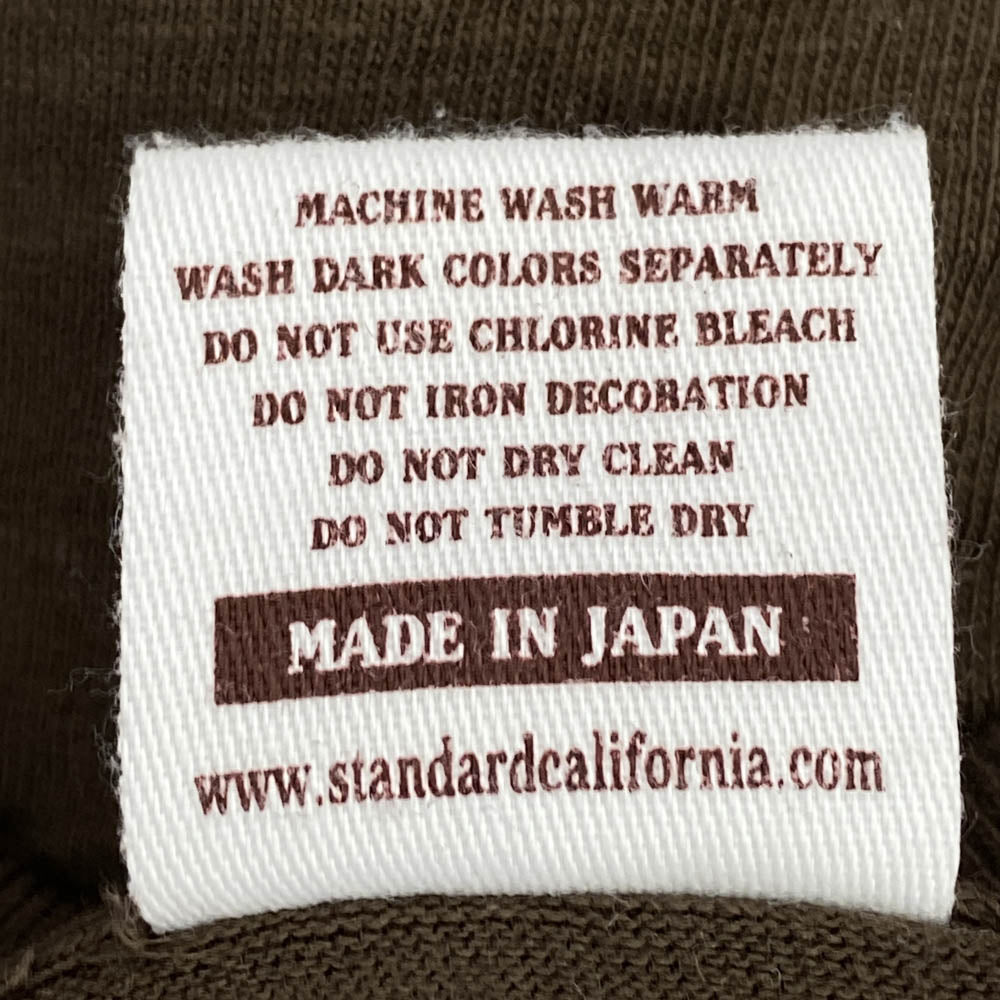 MACHINE WASH WARM
WASH DARK COLORS SEPARATELY
DO NOT USE CHLORINE BLEACH
DO NOT IRON DECORATION
DO NOT DRY CLEAN
DO NOT TUMBLE DRY
MADE IN JAPAN
www.standardcalifornia.com